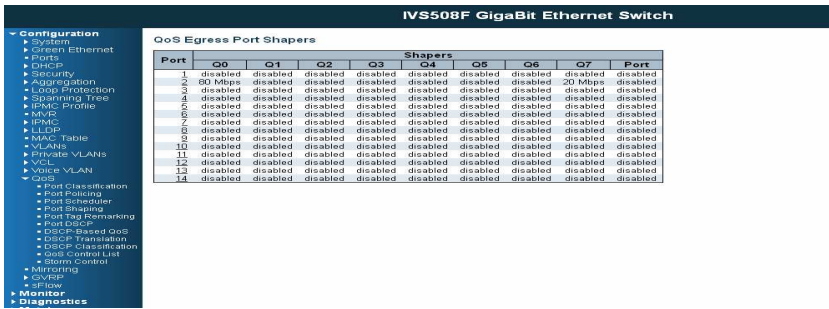 IVS508F GigaBit Ethernet Switch
Configuration
System
Green Ethernet
Ports
DHCP
Security
Aggregation
Loop Protection
Spanning Tree
IPMC Profile
MVR
IPMC
LLDP
MAC Table
VLANs
Private VLANs
VCL
Voice VLAN
QoS
Port Classification
Port Policing
Port Scheduler
Port Shaping
Port Tag Remarking
Port DSCP
DSCP-Based QoS
DSCP Translation
DSCP Classification
QoS Control List
Storm Control
Mirroring
GVRP
sFlow
Monitor
Diagnostics
QoS Egress Port Shapers
Port Shapers
Q0 Q1 Q2 Q3 Q4 Q5 Q6 Q7 Port
1 disabled disabled disabled disabled disabled disabled disabled disabled disabled
2 80 Mbps disabled disabled disabled disabled disabled disabled 20 Mbps disabled
3 disabled disabled disabled disabled disabled disabled disabled disabled disabled
4 disabled disabled disabled disabled disabled disabled disabled disabled disabled
5 disabled disabled disabled disabled disabled disabled disabled disabled disabled
6 disabled disabled disabled disabled disabled disabled disabled disabled disabled
7 disabled disabled disabled disabled disabled disabled disabled disabled disabled
8 disabled disabled disabled disabled disabled disabled disabled disabled disabled
9 disabled disabled disabled disabled disabled disabled disabled disabled disabled
10 disabled disabled disabled disabled disabled disabled disabled disabled disabled
11 disabled disabled disabled disabled disabled disabled disabled disabled disabled
12 disabled disabled disabled disabled disabled disabled disabled disabled disabled
13 disabled disabled disabled disabled disabled disabled disabled disabled disabled
14 disabled disabled disabled disabled disabled disabled disabled disabled disabled